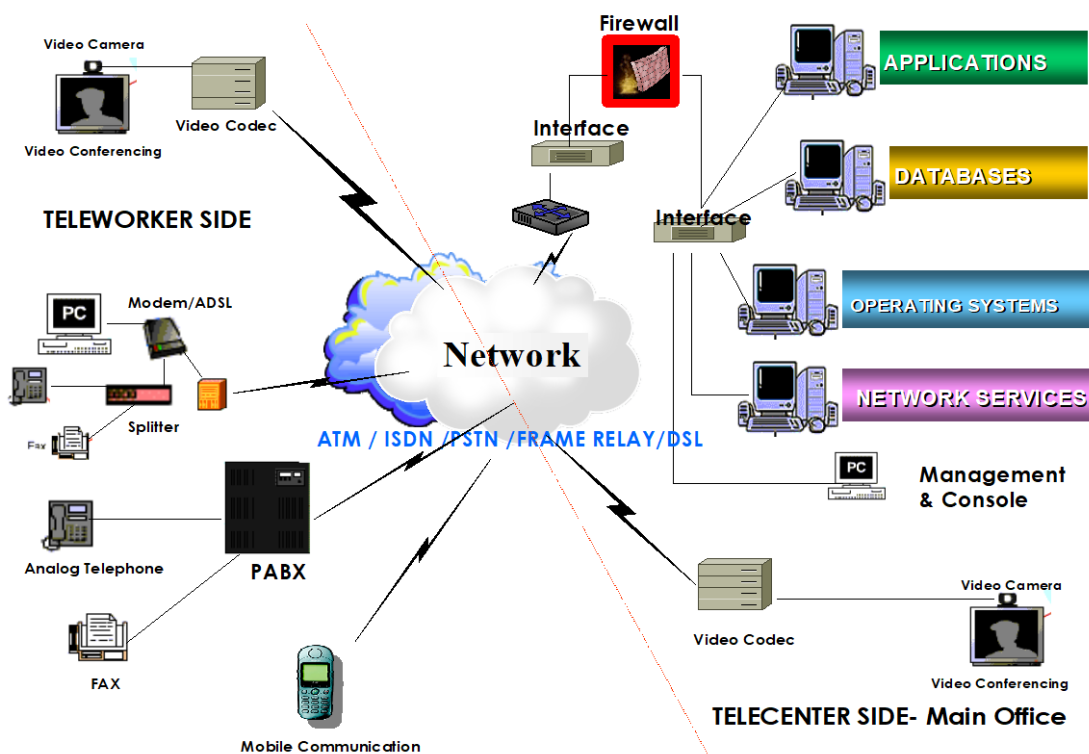 Firewall
Video Camera
APPLICATIONS
Video Codec
Interface
Video Conferencing
DATABASES
TELEWORKER SIDE
Interface
Modem/ADSL
PC
OPERATING SYSTEMS
Network
NETWORK SERVICES
Splitter
Fax
ATM / ISDN /PSTN /FRAME RELAY/DSL
PC
Management
& Console
Analog Telephone
PABX
Video Camera
Video Codec
FAX
Video Conferencing
TELECENTER SIDE- Main Office
Mobile Communication